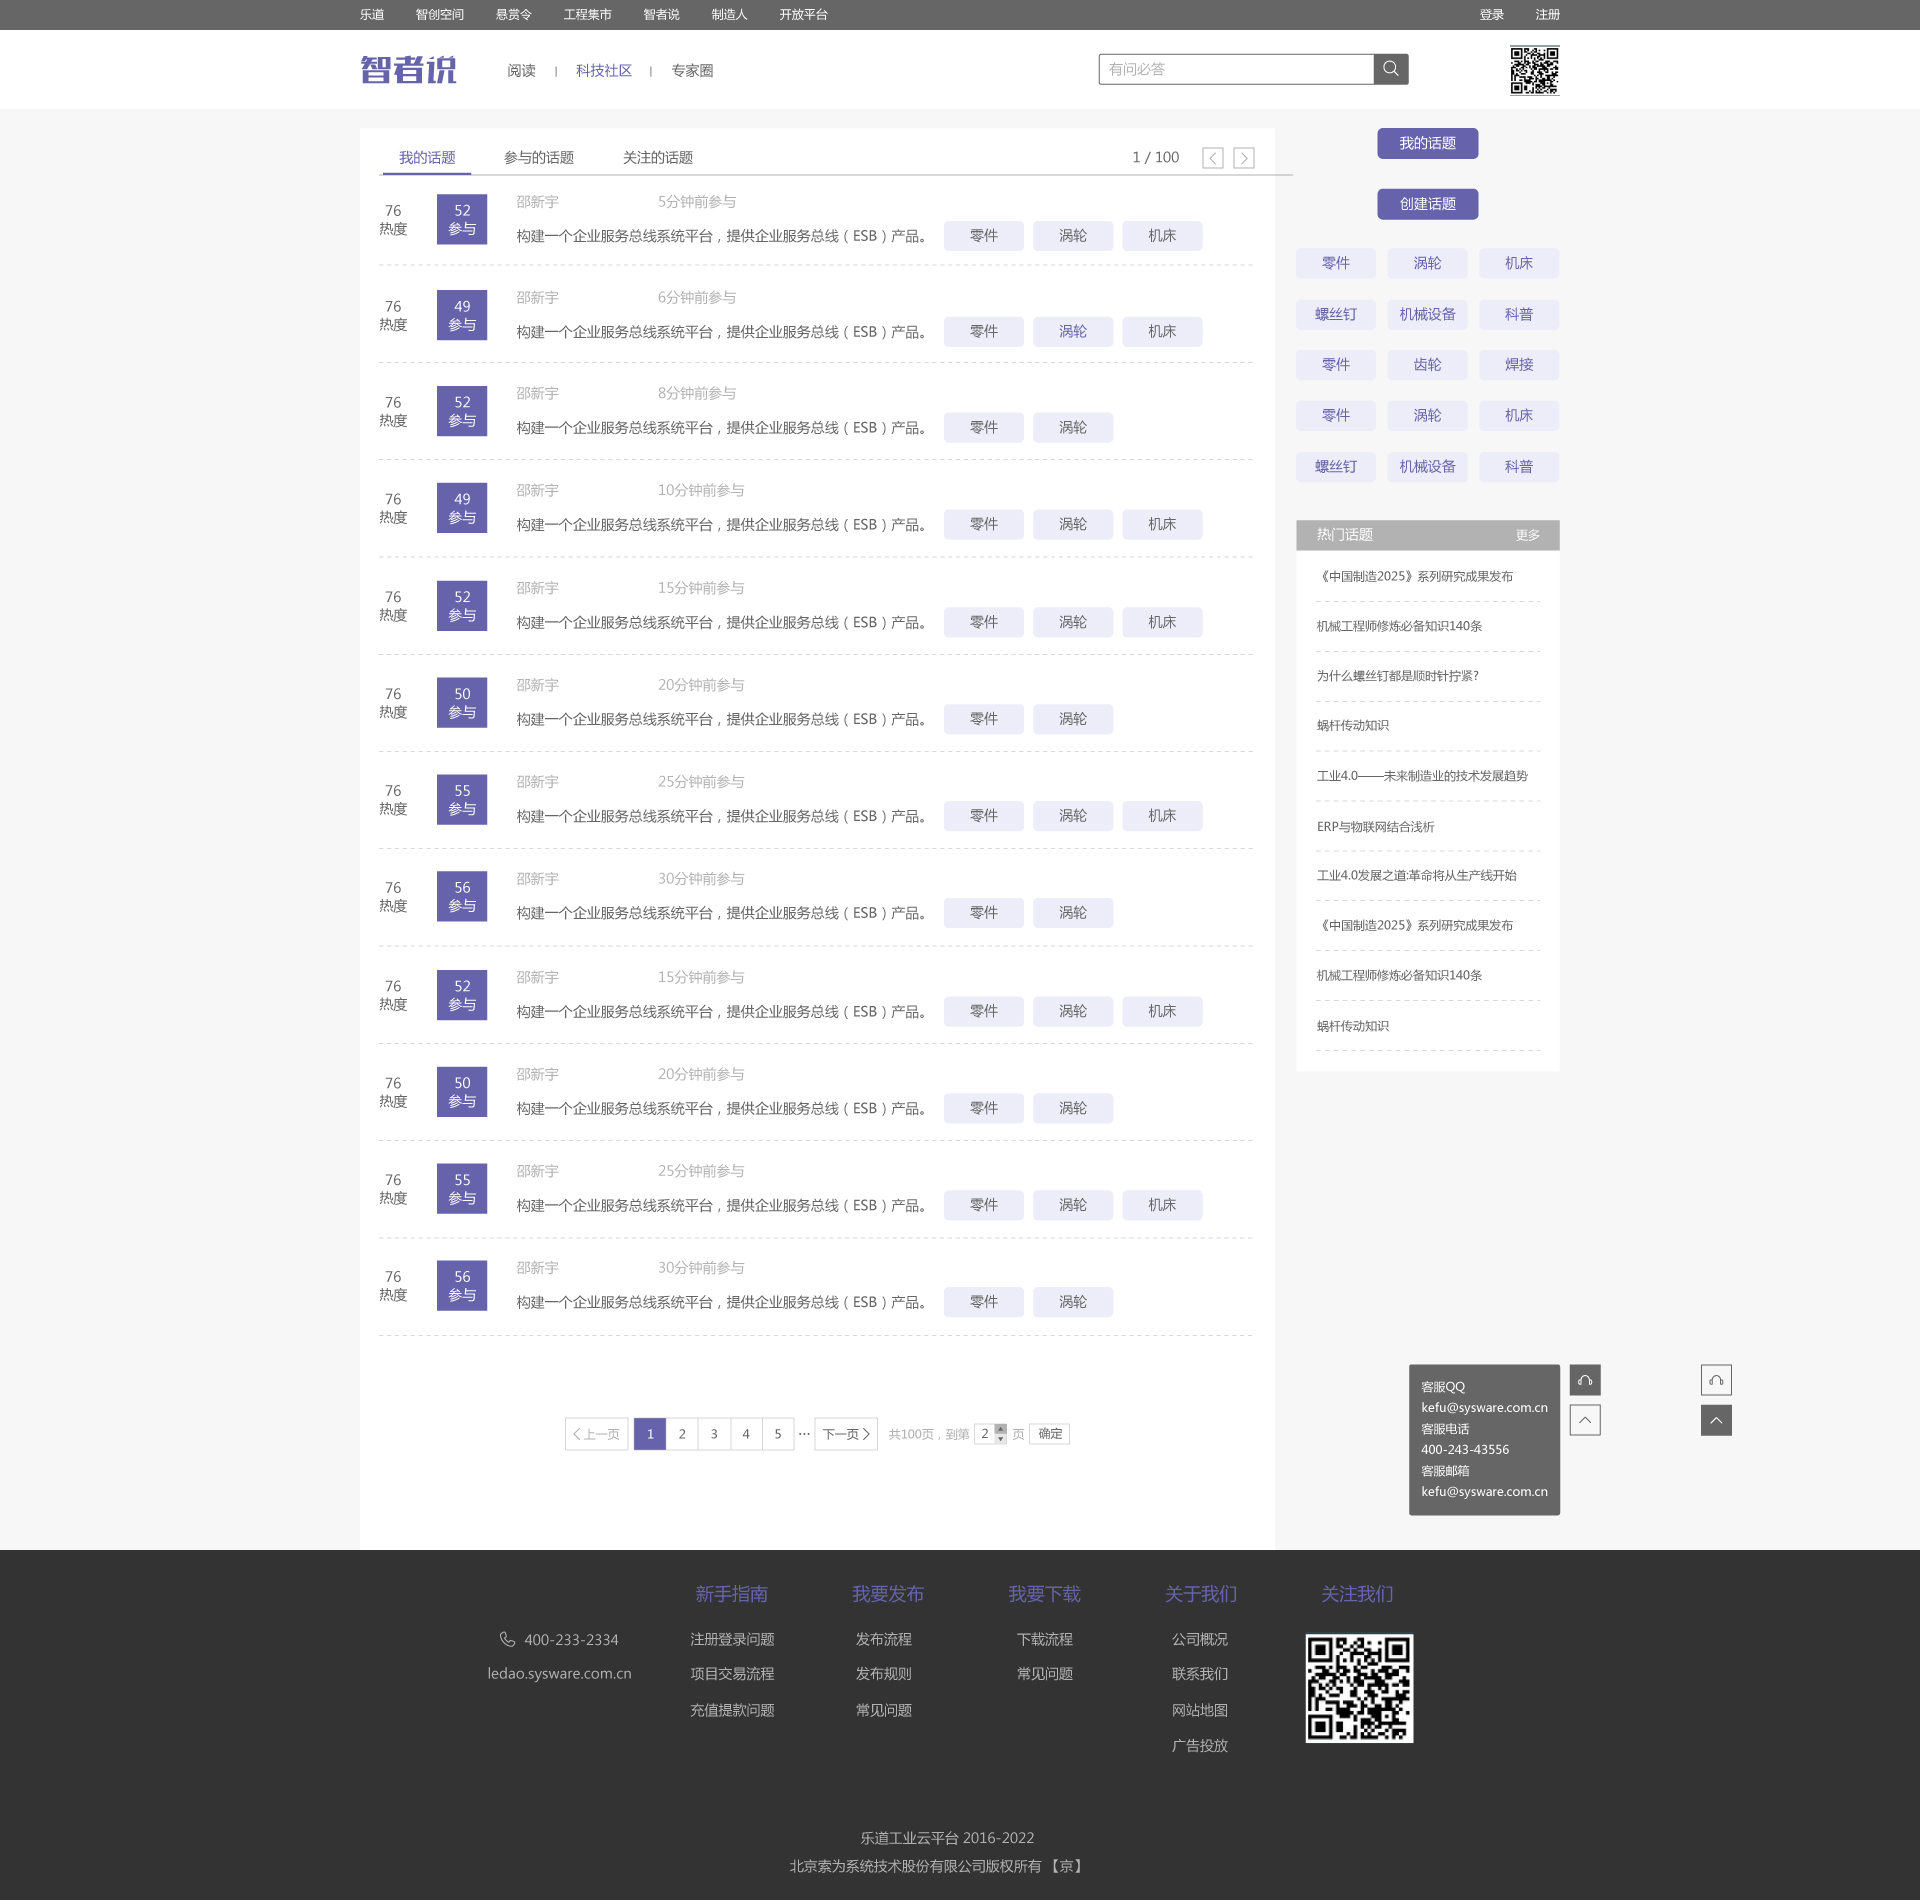 乐道 智创空间 悬赏令 工程集市 智者说 制造人 开放平台 登录 注册
智者说 阅读 | 科技社区 | 专家圈 有问必答
我的话题 参与的话题 关注的话题 1 / 100
76 热度 52 参与 邵新宇 5分钟前参与
构建一个企业服务总线系统平台，提供企业服务总线（ESB）产品。 零件 涡轮 机床
76 热度 49 参与 邵新宇 6分钟前参与
构建一个企业服务总线系统平台，提供企业服务总线（ESB）产品。 零件 涡轮 机床
76 热度 52 参与 邵新宇 8分钟前参与
构建一个企业服务总线系统平台，提供企业服务总线（ESB）产品。 零件 涡轮
76 热度 49 参与 邵新宇 10分钟前参与
构建一个企业服务总线系统平台，提供企业服务总线（ESB）产品。 零件 涡轮 机床
76 热度 52 参与 邵新宇 15分钟前参与
构建一个企业服务总线系统平台，提供企业服务总线（ESB）产品。 零件 涡轮 机床
76 热度 50 参与 邵新宇 20分钟前参与
构建一个企业服务总线系统平台，提供企业服务总线（ESB）产品。 零件 涡轮
76 热度 55 参与 邵新宇 25分钟前参与
构建一个企业服务总线系统平台，提供企业服务总线（ESB）产品。 零件 涡轮 机床
76 热度 56 参与 邵新宇 30分钟前参与
构建一个企业服务总线系统平台，提供企业服务总线（ESB）产品。 零件 涡轮
76 热度 52 参与 邵新宇 15分钟前参与
构建一个企业服务总线系统平台，提供企业服务总线（ESB）产品。 零件 涡轮 机床
76 热度 50 参与 邵新宇 20分钟前参与
构建一个企业服务总线系统平台，提供企业服务总线（ESB）产品。 零件 涡轮
76 热度 55 参与 邵新宇 25分钟前参与
构建一个企业服务总线系统平台，提供企业服务总线（ESB）产品。 零件 涡轮 机床
76 热度 56 参与 邵新宇 30分钟前参与
构建一个企业服务总线系统平台，提供企业服务总线（ESB）产品。 零件 涡轮
上一页 1 2 3 4 5 ··· 下一页 共100页，到第 2 页 确定
我的话题
创建话题
零件 涡轮 机床
螺丝钉 机械设备 科普
零件 齿轮 焊接
零件 涡轮 机床
螺丝钉 机械设备 科普
热门话题 更多
《中国制造2025》系列研究成果发布
机械工程师修炼必备知识140条
为什么螺丝钉都是顺时针拧紧?
蜗杆传动知识
工业4.0——未来制造业的技术发展趋势
ERP与物联网结合浅析
工业4.0发展之道:革命将从生产线开始
《中国制造2025》系列研究成果发布
机械工程师修炼必备知识140条
蜗杆传动知识
客服QQ
kefu@sysware.com.cn
客服电话
400-243-43556
客服邮箱
kefu@sysware.com.cn
新手指南 我要发布 我要下载 关于我们 关注我们
400-233-2334 注册登录问题 发布流程 下载流程 公司概况
ledao.sysware.com.cn 项目交易流程 发布规则 常见问题 联系我们
充值提款问题 常见问题 网站地图
广告投放
乐道工业云平台 2016-2022
北京索为系统技术股份有限公司版权所有 【京】